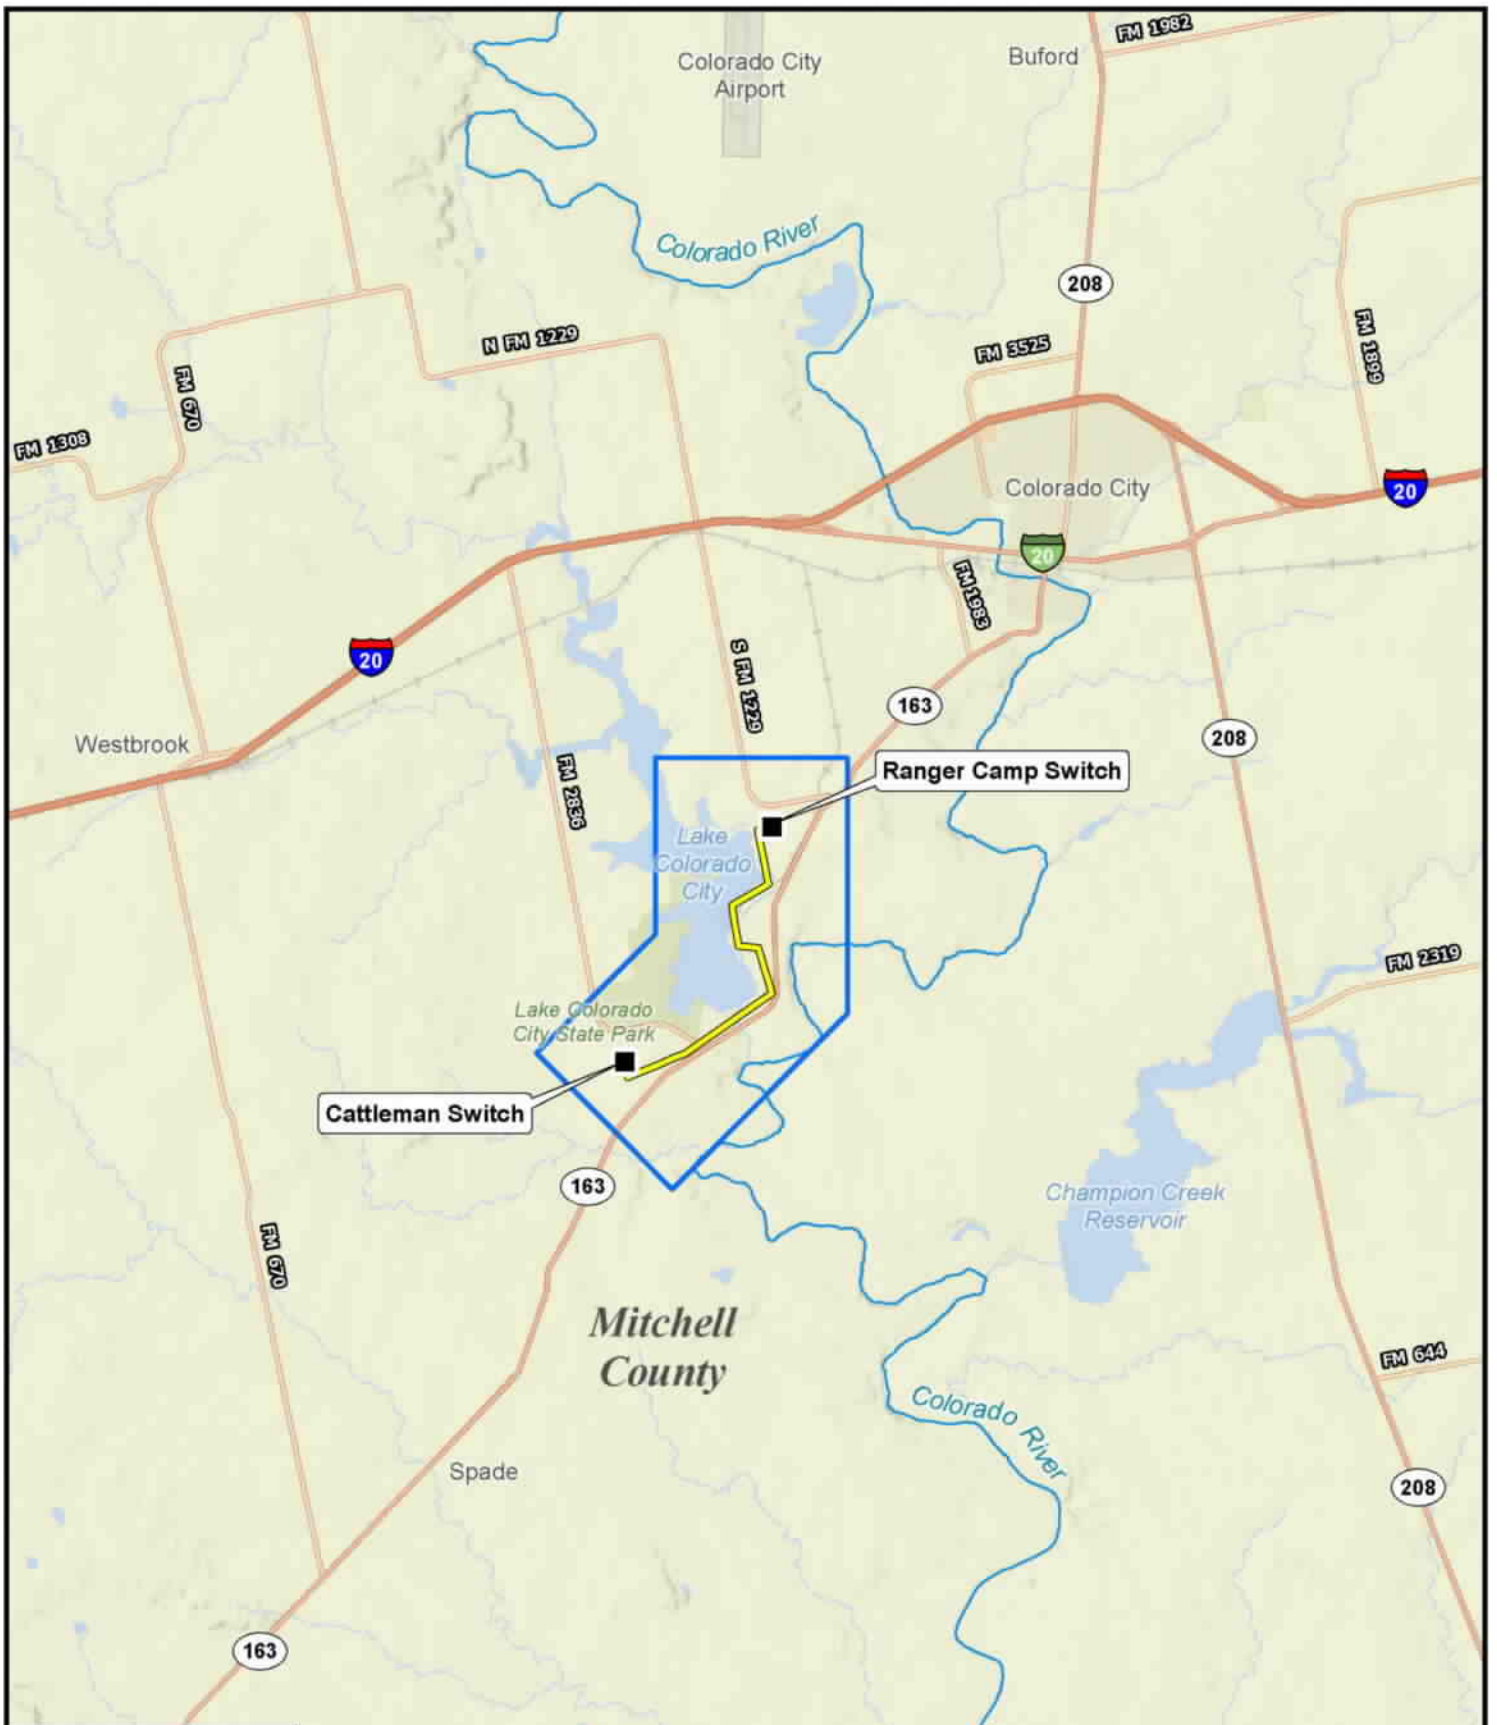 FM 1982
Colorado City
Airport
Buford
Colorado River
208
N FM 1229
FM 3525
FM 1899
FM 670
FM 1308
Colorado City
20
20
FM 1983
20
S FM 1229
163
Westbrook
208
FM 2836
Ranger Camp Switch
Lake
Colorado
City
FM 2319
Lake Colorado
City State Park
Cattleman Switch
163
Champion Creek
Reservoir
FM 670
Mitchell
County
FM 644
Colorado River
Spade
208
163